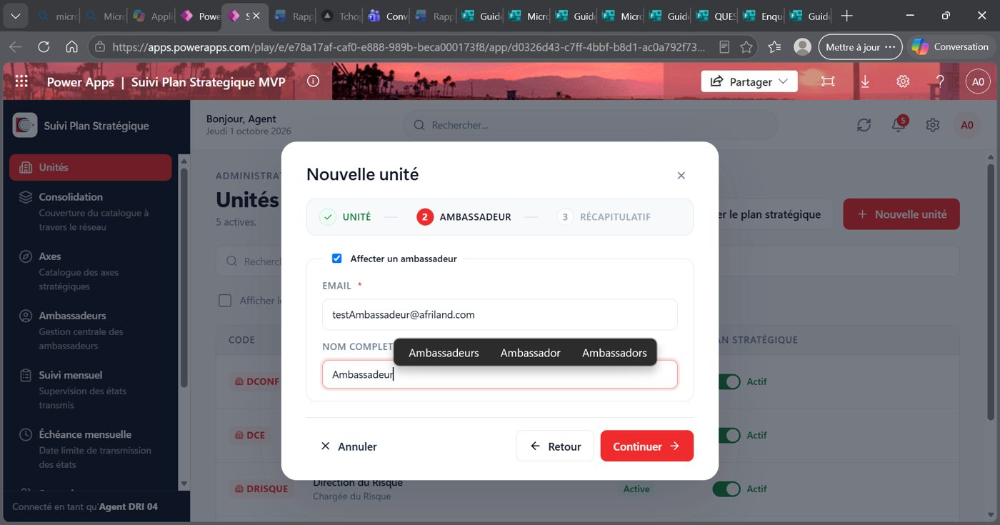 micro
Micro
Appli
Powe
S
Rapp
Tchop
Conv
Rapp
Guide
Micro
Guide
Micro
Guide
QUES
Enqu
Guide
https://apps.powerapps.com/play/e/e78a17af-caf0-e888-989b-beca000173f8/app/d0326d43-c7ff-4bbf-b8d1-ac0a792f73...
Mettre à jour
Conversation
Power Apps | Suivi Plan Strategique MVP
Partager
A0
Suivi Plan Stratégique
Bonjour, Agent
Jeudi 1 octobre 2026
Rechercher...
5
A0
Unités
Consolidation
Couverture du catalogue à
travers le réseau
Axes
Catalogue des axes
stratégiques
Ambassadeurs
Gestion centrale des
ambassadeurs
Suivi mensuel
Supervision des états
transmis
Échéance mensuelle
Date limite de transmission
des états
Connecté en tant qu'Agent DRI 04
ADMINISTRAT
Unités
5 actives.
er le plan stratégique
Nouvelle unité
Recherch
Afficher le
CODE
AN STRATÉGIQUE
DCONF
Actif
DCE
Actif
DRISQUE
Direction du Risque
Chargée du Risque
Active
Actif
Nouvelle unité
UNITÉ
2 AMBASSADEUR
3 RÉCAPITULATIF
Affecter un ambassadeur
EMAIL *
testAmbassadeur@afriland.com
NOM COMPLET
Ambassadeurs Ambassador Ambassadors
Ambassadeur
Annuler
Retour
Continuer